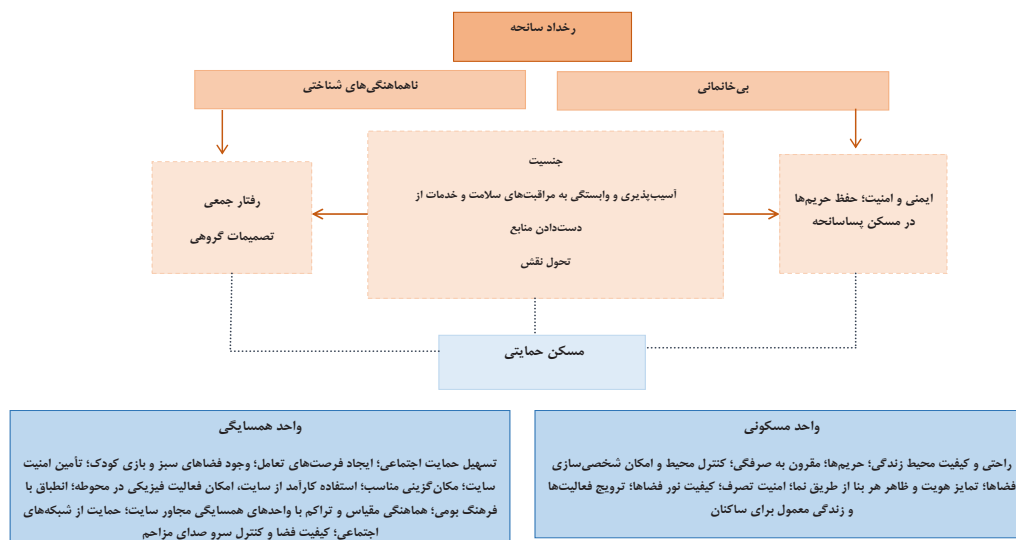 رخداد سانحه
بی‌خانمانی
ناهماهنگی‌های شناختی
ایمنی و امنیت؛ حفظ حریم‌ها
در مسکن پساسانحه
جنسیت
آسیب‌پذیری و وابستگی به مراقبت‌های سلامت و خدمات از
دست‌دادن منابع
تحول نقش
رفتار جمعی
تصمیمات گروهی
مسکن حمایتی
واحد مسکونی
راحتی و کیفیت محیط زندگی؛ حریم‌ها؛ مقرون به صرفگی؛ کنترل محیط و امکان شخصی‌سازی
فضاها؛ تمایز هویت و ظاهر هر بنا از طریق نما؛ امنیت تصرف؛ کیفیت نور فضاها؛ ترویج فعالیت‌ها
و زندگی معمول برای ساکنان
واحد همسایگی
تسهیل حمایت اجتماعی؛ ایجاد فرصت‌های تعامل؛ وجود فضاهای سبز و بازی کودک؛ تأمین امنیت
سایت؛ مکان‌گزینی مناسب؛ استفاده کارآمد از سایت، امکان فعالیت فیزیکی در محوطه؛ انطباق با
فرهنگ بومی؛ هماهنگی مقیاس و تراکم با واحدهای همسایگی مجاور سایت؛ حمایت از شبکه‌های
اجتماعی؛ کیفیت فضا و کنترل سرو صدای مزاحم